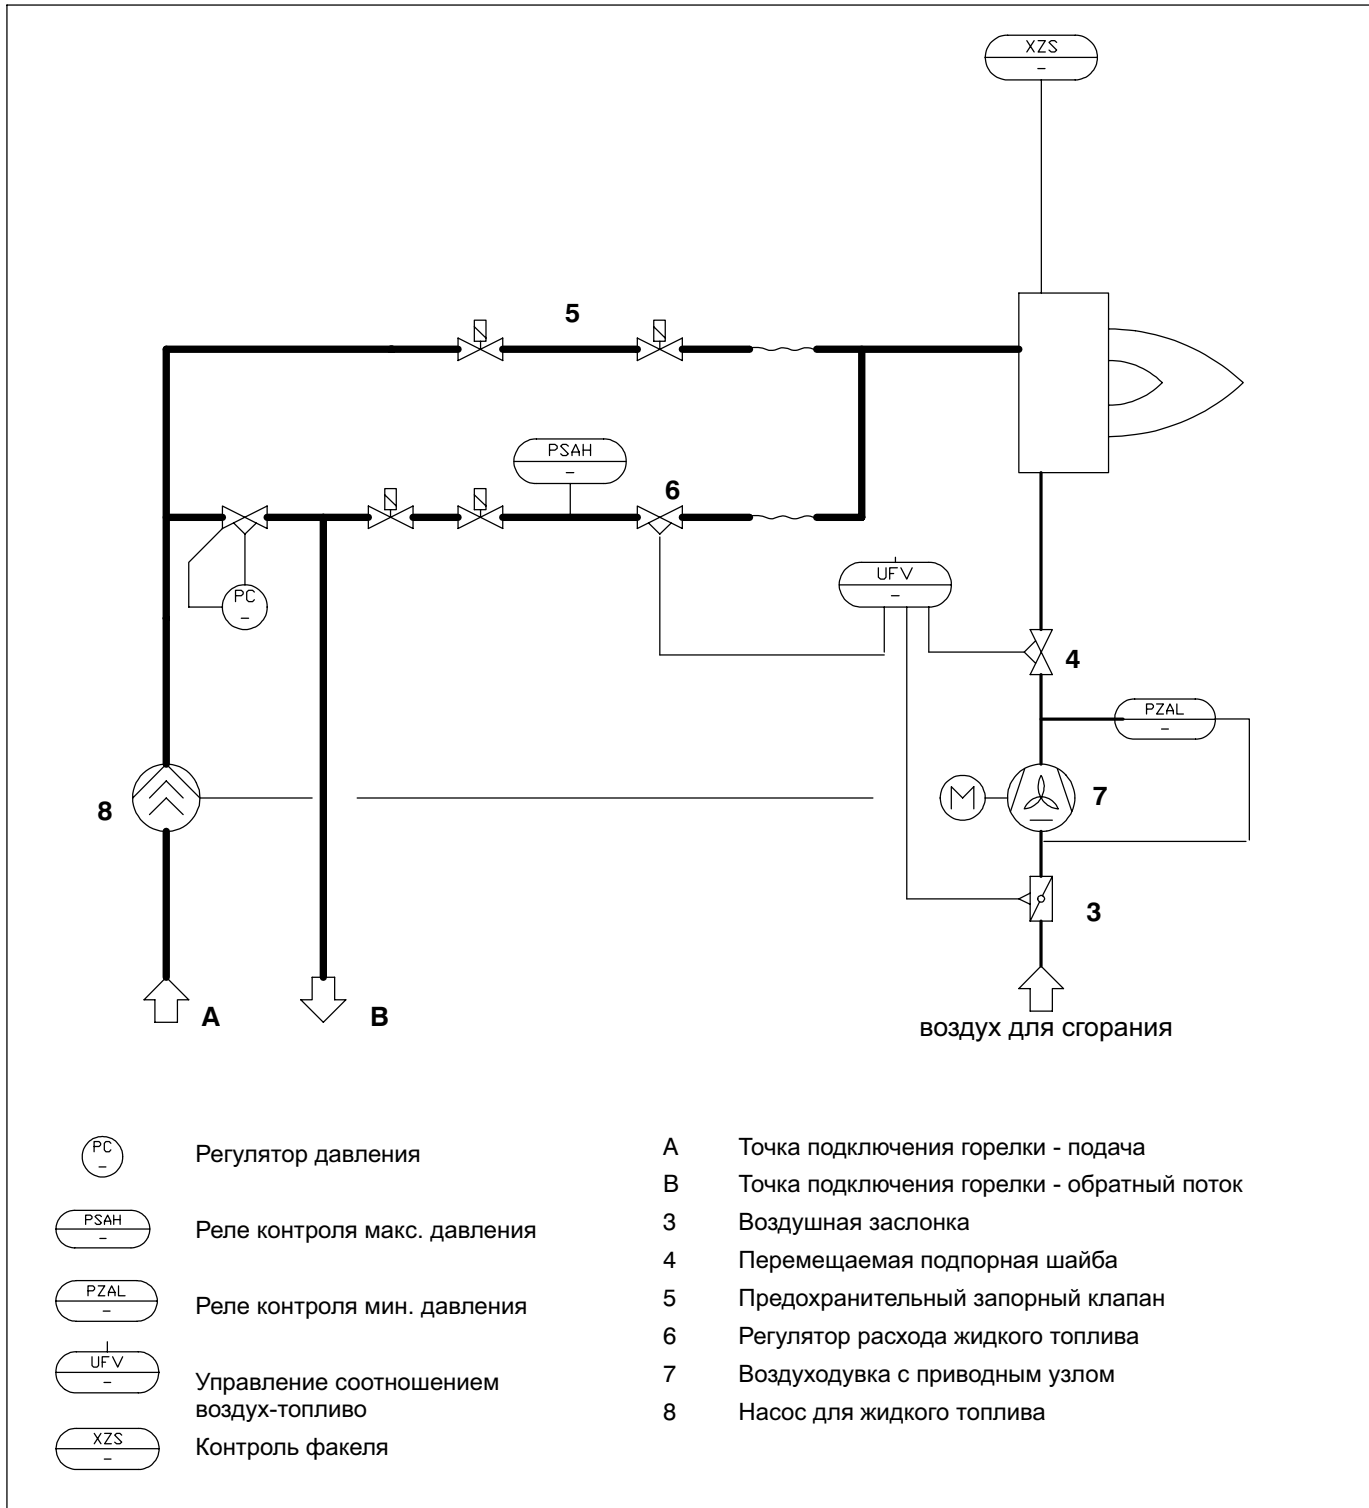 XZS
–
5
PSAH
–
6
PC
–
UFV
–
4
PZAL
–
8
M
7
3
A
B
воздух для сгорания
PC
–
Регулятор давления
PSAH
–
Реле контроля макс. давления
PZAL
–
Реле контроля мин. давления
UFV
–
Управление соотношением
воздух-топливо
XZS
–
Контроль факеля
A Точка подключения горелки - подача
B Точка подключения горелки - обратный поток
3 Воздушная заслонка
4 Перемещаемая подпорная шайба
5 Предохранительный запорный клапан
6 Регулятор расхода жидкого топлива
7 Воздуходувка с приводным узлом
8 Насос для жидкого топлива